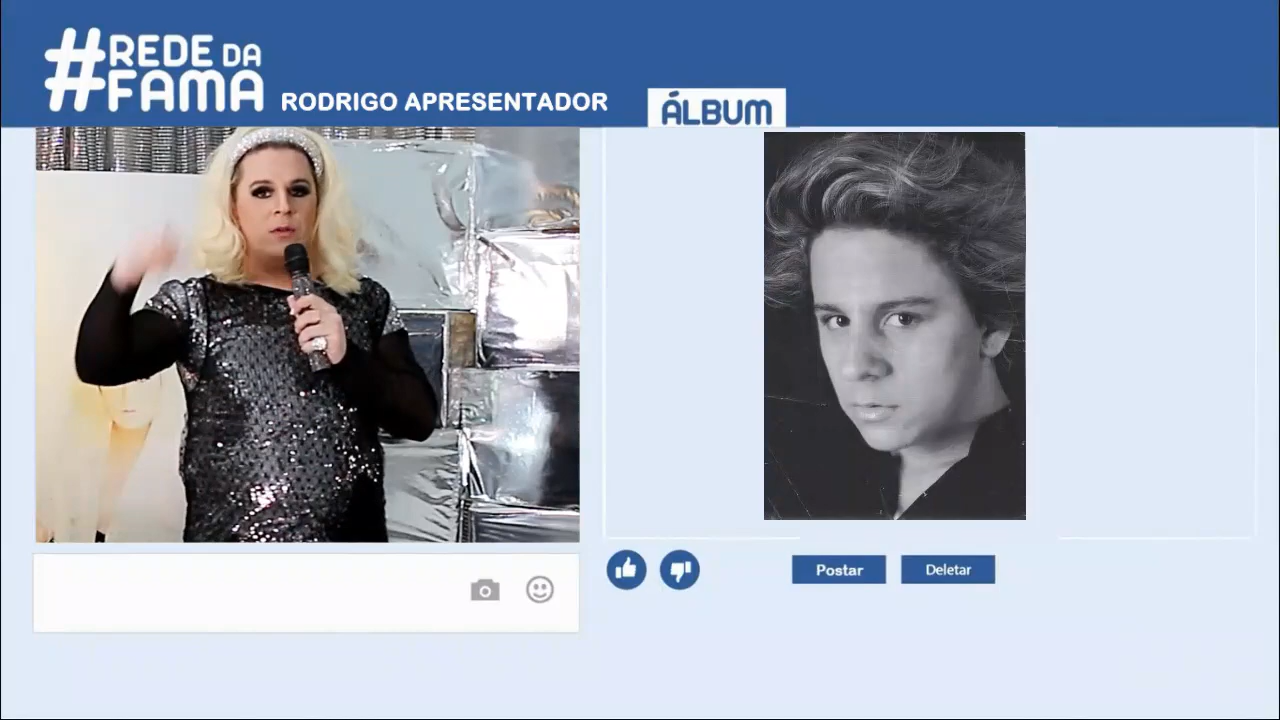 #REDE DA
FAMA
RODRIGO APRESENTADOR
ÁLBUM
Postar
Deletar